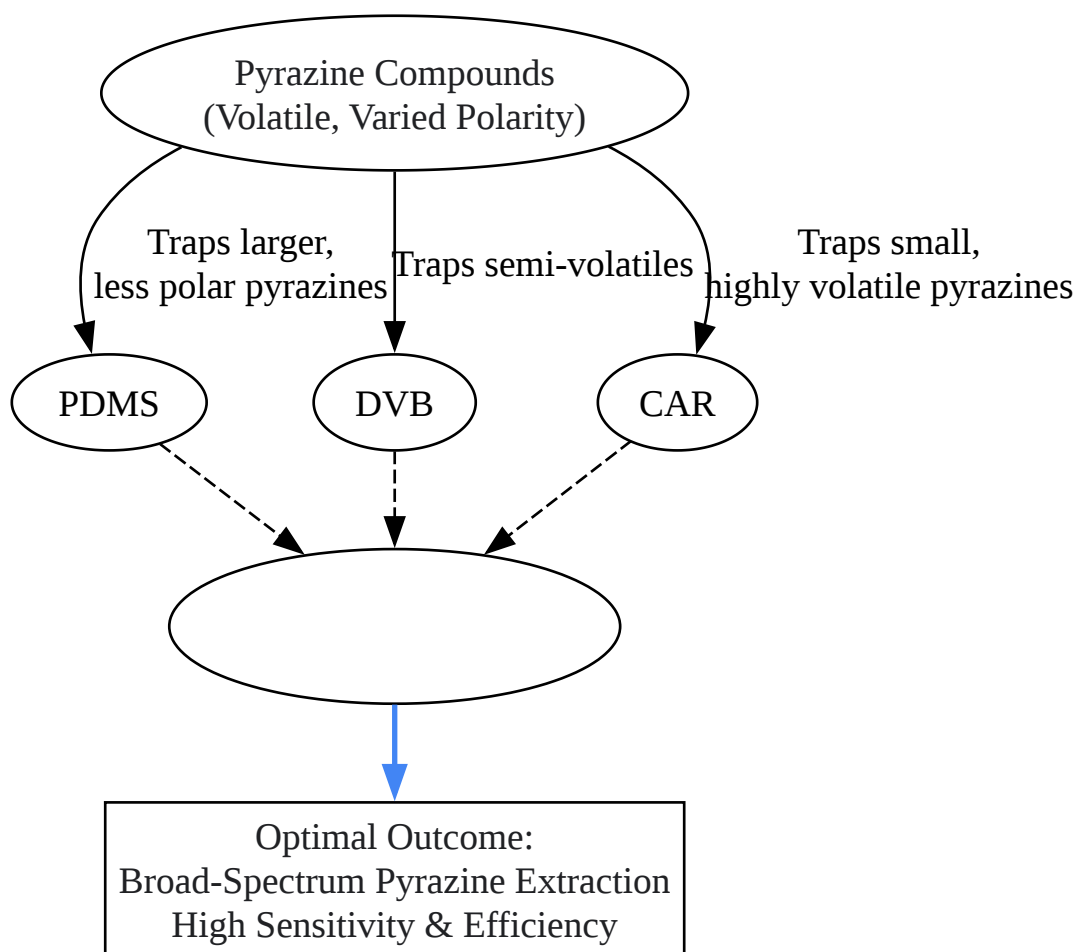 Pyrazine Compounds
(Volatile, Varied Polarity)
Traps larger,
less polar pyrazines
Traps semi-volatiles
Traps small,
highly volatile pyrazines
PDMS
DVB
CAR
Optimal Outcome:
Broad-Spectrum Pyrazine Extraction
High Sensitivity & Efficiency